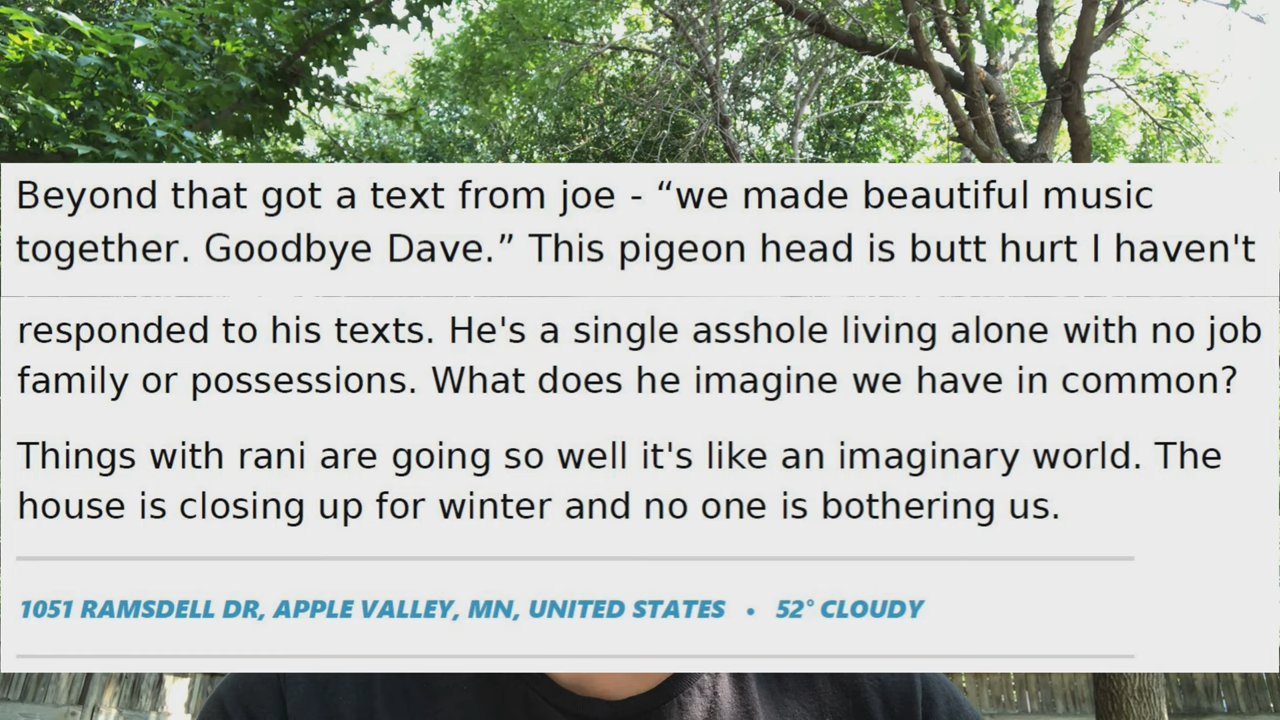 Beyond that got a text from joe - “we made beautiful music
together. Goodbye Dave.” This pigeon head is butt hurt I haven't
responded to his texts. He's a single asshole living alone with no job
family or possessions. What does he imagine we have in common?
Things with rani are going so well it's like an imaginary world. The
house is closing up for winter and no one is bothering us.
1051 RAMSDELL DR, APPLE VALLEY, MN, UNITED STATES • 52° CLOUDY